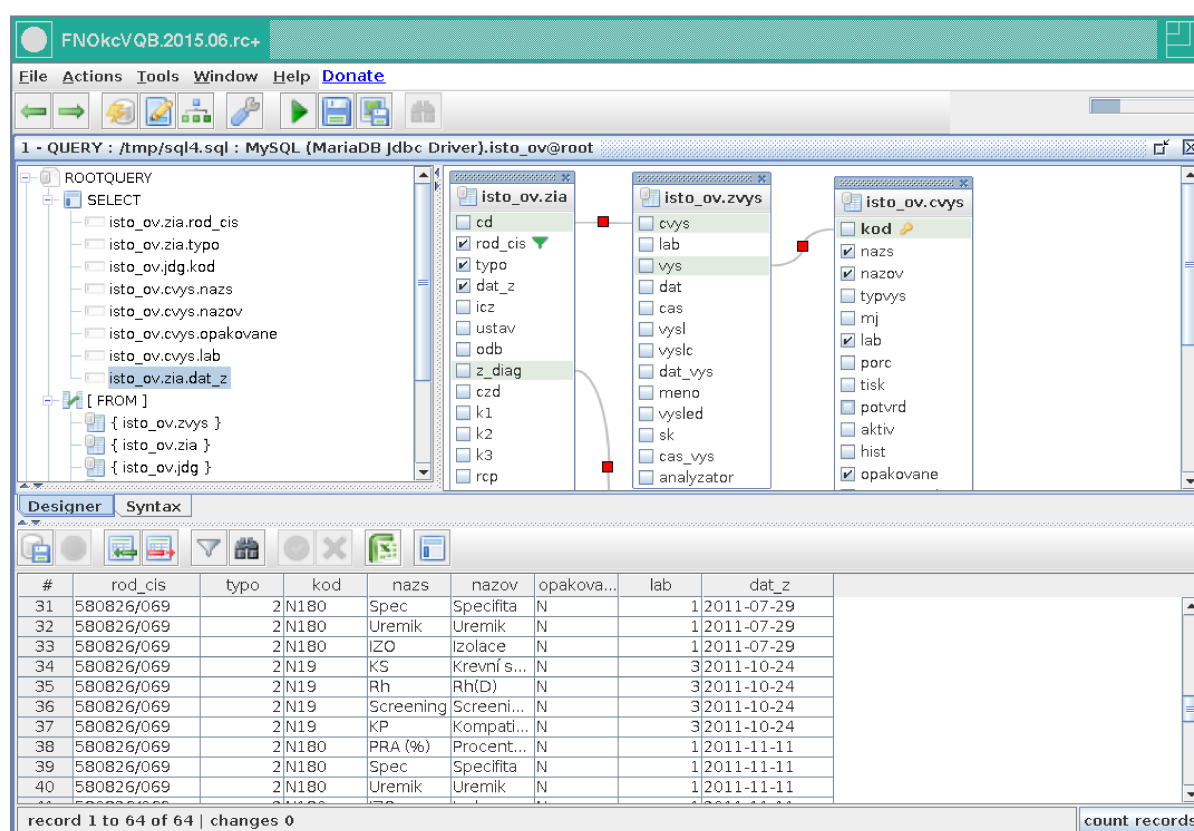 FNOkcVQB.2015.06.rc+
File Actions Tools Window Help Donate
1 - QUERY : /tmp/sql4.sql : MySQL (MariaDB Jdbc Driver).isto_ov@root
ROOTQUERY
SELECT
isto_ov.zia.rod_cis
isto_ov.zia.typo
isto_ov.jdg.kod
isto_ov.cvys.nazs
isto_ov.cvys.nazov
isto_ov.cvys.opakovane
isto_ov.cvys.lab
isto_ov.zia.dat_z
[ FROM ]
{ isto_ov.zvys }
{ isto_ov.zia }
{ isto_ov.jdg }
isto_ov.zia
cd
rod_cis
typo
dat_z
icz
ustav
odb
z_diag
czd
k1
k2
k3
rcp
isto_ov.zvys
cvys
lab
vys
dat
cas
vysl
vyslc
dat_vys
meno
vysled
sk
cas_vys
analyzator
isto_ov.cvys
kod
nazs
nazov
typvys
mj
lab
porc
tisk
potvrd
aktiv
hist
opakovane
Designer Syntax
# rod_cis typo kod nazs nazov opakova... lab dat_z
31 580826/069 2 N180 Spec Specifita N 1 2011-07-29
32 580826/069 2 N180 Uremik Uremik N 1 2011-07-29
33 580826/069 2 N180 IZO Izolace N 1 2011-07-29
34 580826/069 2 N19 KS Krevní s... N 3 2011-10-24
35 580826/069 2 N19 Rh Rh(D) N 3 2011-10-24
36 580826/069 2 N19 Screening Screeni... N 3 2011-10-24
37 580826/069 2 N19 KP Kompati... N 3 2011-10-24
38 580826/069 2 N180 PRA (%) Procent... N 1 2011-11-11
39 580826/069 2 N180 Spec Specifita N 1 2011-11-11
40 580826/069 2 N180 Uremik Uremik N 1 2011-11-11
record 1 to 64 of 64 | changes 0
count records